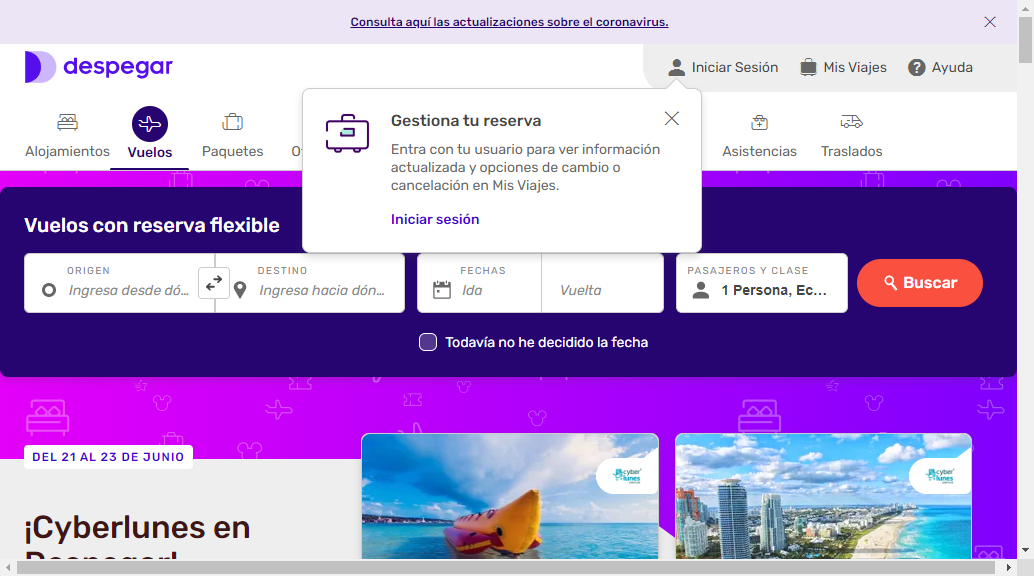 Consulta aquí las actualizaciones sobre el coronavirus.
despegar
Iniciar Sesión
Mis Viajes
Ayuda
Alojamientos
Vuelos
Paquetes
Asistencias
Traslados
Gestiona tu reserva
Entra con tu usuario para ver información
actualizada y opciones de cambio o
cancelación en Mis Viajes.
Iniciar sesión
Vuelos con reserva flexible
ORIGEN
Ingresa desde dó...
DESTINO
Ingresa hacia dón...
FECHAS
Ida
Vuelta
PASAJEROS Y CLASE
1 Persona, Ec...
Buscar
Todavía no he decidido la fecha
DEL 21 AL 23 DE JUNIO
¡Cyberlunes en
Despegar!
cyber
lunes
cyber
lunes